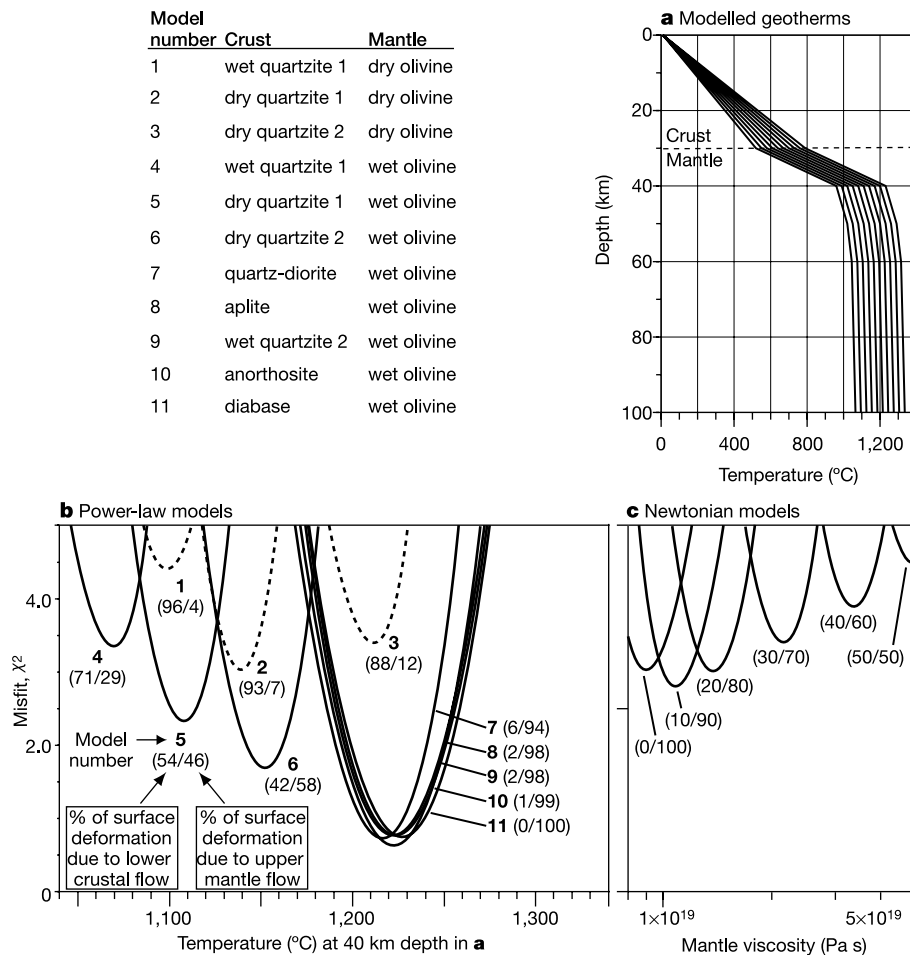 Model
number Crust Mantle
1 wet quartzite 1 dry olivine
2 dry quartzite 1 dry olivine
3 dry quartzite 2 dry olivine
4 wet quartzite 1 wet olivine
5 dry quartzite 1 wet olivine
6 dry quartzite 2 wet olivine
7 quartz-diorite wet olivine
8 aplite wet olivine
9 wet quartzite 2 wet olivine
10 anorthosite wet olivine
11 diabase wet olivine
a Modelled geotherms
0
20
40
60
80
100
Depth (km)
Crust
Mantle
0 400 800 1,200
Temperature (ºC)
b Power-law models
Misfit, χ²
4.0
2.0
0
1
(96/4)
2
(93/7)
3
(88/12)
4
(71/29)
Model
number
5
(54/46)
6
(42/58)
7 (6/94)
8 (2/98)
9 (2/98)
10 (1/99)
11 (0/100)
% of surface
deformation
due to lower
crustal flow
% of surface
deformation
due to upper
mantle flow
1,100 1,200 1,300
Temperature (ºC) at 40 km depth in a
c Newtonian models
(0/100)
(10/90)
(20/80)
(30/70)
(40/60)
(50/50)
1×10¹⁹ 5×10¹⁹
Mantle viscosity (Pa s)